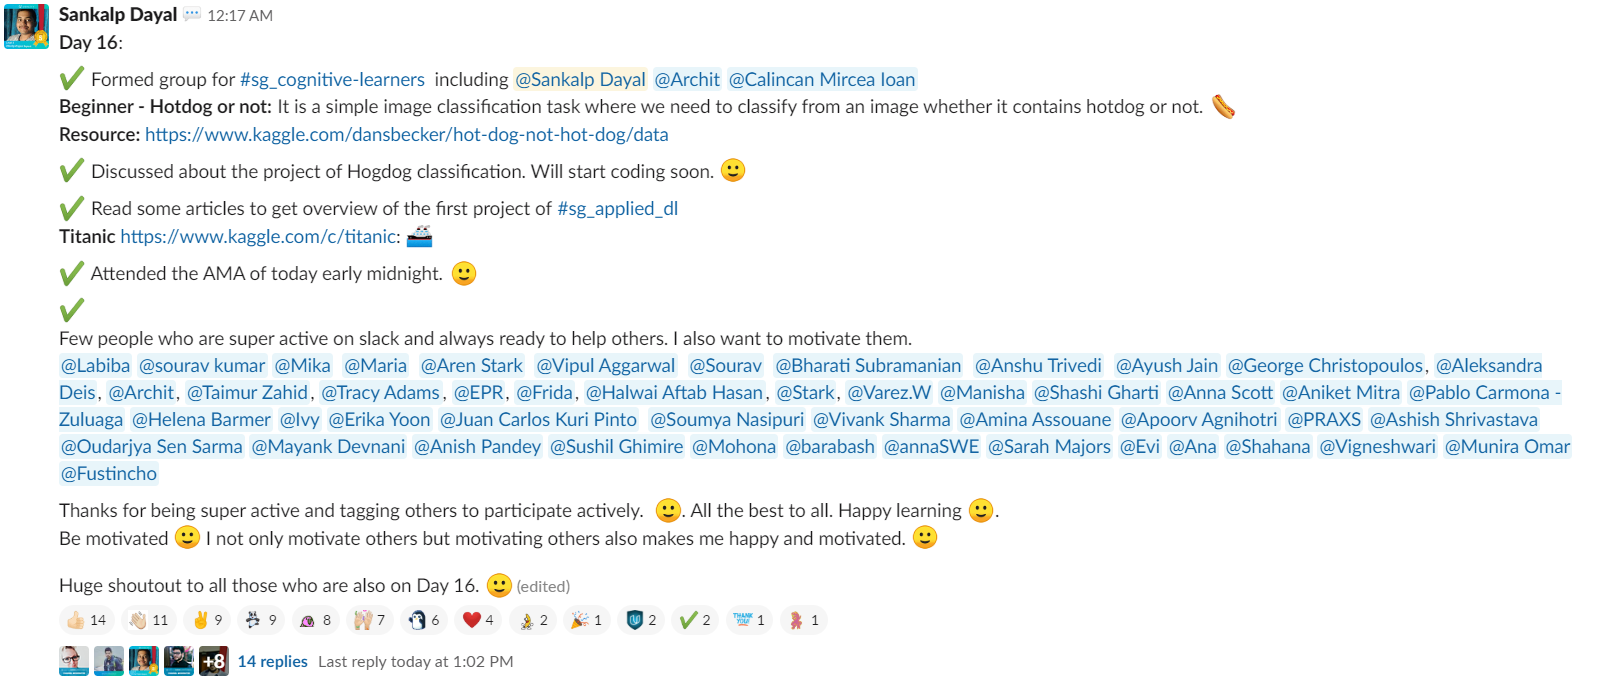 Sankalp Dayal 12:17 AM
Day 16:
Formed group for #sg_cognitive-learners including @Sankalp Dayal @Archit @Calincan Mircea Ioan
Beginner - Hotdog or not: It is a simple image classification task where we need to classify from an image whether it contains hotdog or not.
Resource: https://www.kaggle.com/dansbecker/hot-dog-not-hot-dog/data
Discussed about the project of Hogdog classification. Will start coding soon.
Read some articles to get overview of the first project of #sg_applied_dl
Titanic https://www.kaggle.com/c/titanic:
Attended the AMA of today early midnight.
Few people who are super active on slack and always ready to help others. I also want to motivate them.
@Labiba @sourav kumar @Mika @Maria @Aren Stark @Vipul Aggarwal @Sourav @Bharati Subramanian @Anshu Trivedi @Ayush Jain @George Christopoulos, @Aleksandra
Deis, @Archit, @Taimur Zahid, @Tracy Adams, @EPR, @Frida, @Halwai Aftab Hasan, @Stark, @Varez.W @Manisha @Shashi Gharti @Anna Scott @Aniket Mitra @Pablo Carmona -
Zuluaga @Helena Barmer @Ivy @Erika Yoon @Juan Carlos Kuri Pinto @Soumya Nasipuri @Vivank Sharma @Amina Assouane @Apoorv Agnihotri @PRAXS @Ashish Shrivastava
@Oudarjya Sen Sarma @Mayank Devnani @Anish Pandey @Sushil Ghimire @Mohona @barabash @annaSWE @Sarah Majors @Evi @Ana @Shahana @Vigneshwari @Munira Omar
@Fustincho
Thanks for being super active and tagging others to participate actively. . All the best to all. Happy learning .
Be motivated I not only motivate others but motivating others also makes me happy and motivated.
Huge shoutout to all those who are also on Day 16. (edited)
14 11 9 9 8 7 6 4 2 1 2 2 THANK YOU! 1 1
+8 14 replies Last reply today at 1:02 PM